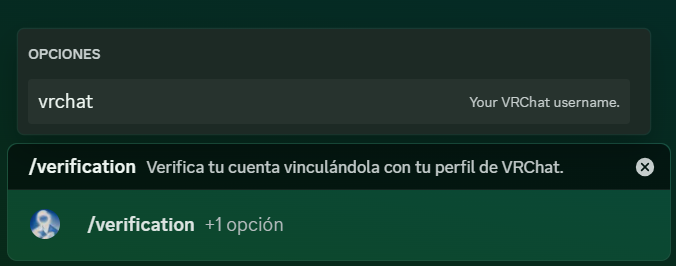 OPCIONES
vrchat Your VRChat username.
/verification Verifica tu cuenta vinculándola con tu perfil de VRChat.
/verification +1 opción